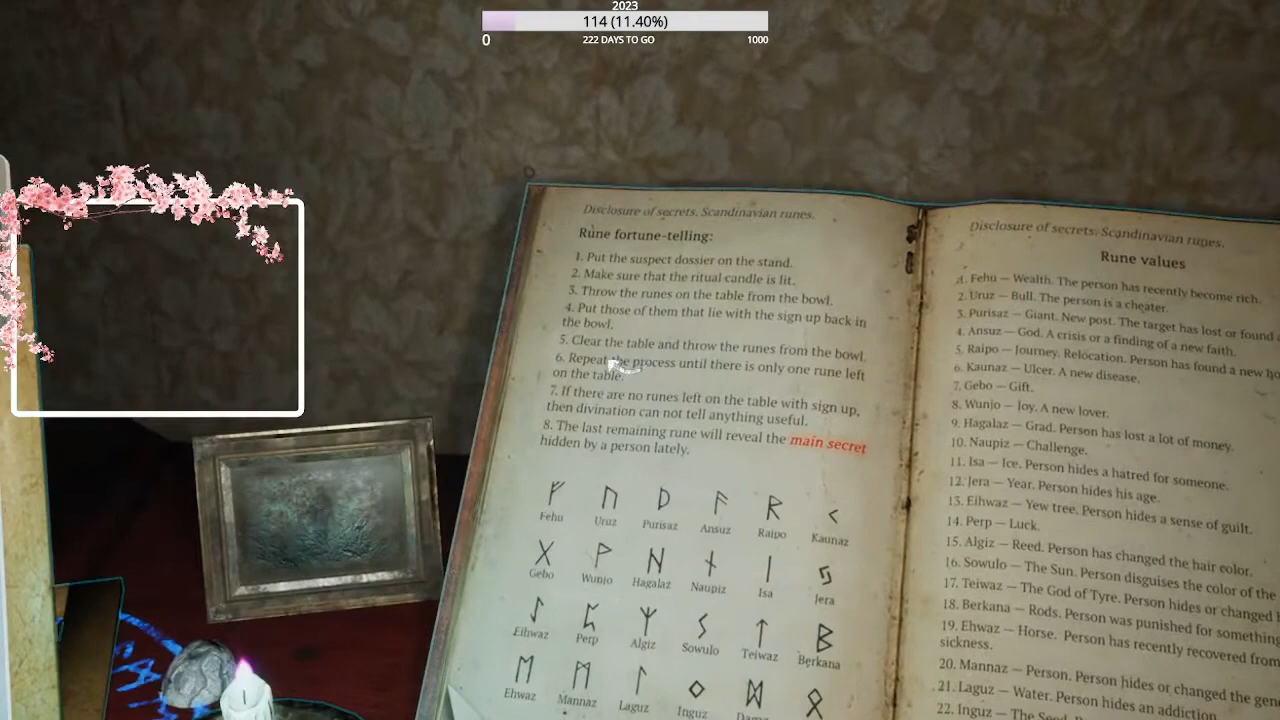 2023
114 (11.40%)
0
222 DAYS TO GO
1000
Disclosure of secrets. Scandinavian runes.
Rune fortune-telling:
1. Put the suspect dossier on the stand.
2. Make sure that the ritual candle is lit.
3. Throw the runes on the table from the bowl.
4. Put those of them that lie with the sign up back in
the bowl.
5. Clear the table and throw the runes from the bowl.
6. Repeat the process until there is only one rune left
on the table.
7. If there are no runes left on the table with sign up,
then divination can not tell anything useful.
8. The last remaining rune will reveal the main secret
hidden by a person lately.
Fehu Uruz Purisaz Ansuz Raipo Kaunaz
Gebo Wunjo Hagalaz Naupiz Isa Jera
Eihwaz Perp Algiz Sowulo Teiwaz Berkana
Ehwaz Mannaz Laguz Inguz
Disclosure of secrets. Scandinavian runes.
Rune values
1. Fehu — Wealth. The person has recently become rich.
2. Uruz — Bull. The person is a cheater.
3. Purisaz — Giant. New post. The target has lost or found
4. Ansuz — God. A crisis or a finding of a new faith.
5. Raipo — Journey. Relocation. Person has found a new
6. Kaunaz — Ulcer. A new disease.
7. Gebo — Gift.
8. Wunjo — Joy. A new lover.
9. Hagalaz — Grad. Person has lost a lot of money.
10. Naupiz — Challenge.
11. Isa — Ice. Person hides a hatred for someone.
12. Jera — Year. Person hides his age.
13. Eihwaz — Yew tree. Person hides a sense of guilt.
14. Perp — Luck.
15. Algiz — Reed. Person has changed the hair color.
16. Sowulo — The Sun. Person disguises the color of the
17. Teiwaz — The God of Tyre. Person hides or changed
18. Berkana — Rods. Person was punished for something
19. Ehwaz — Horse. Person has recently recovered from
sickness.
20. Mannaz — Person. Person hides or changed the
21. Laguz — Water. Person hides an addiction.
22. Inguz — The Seed.